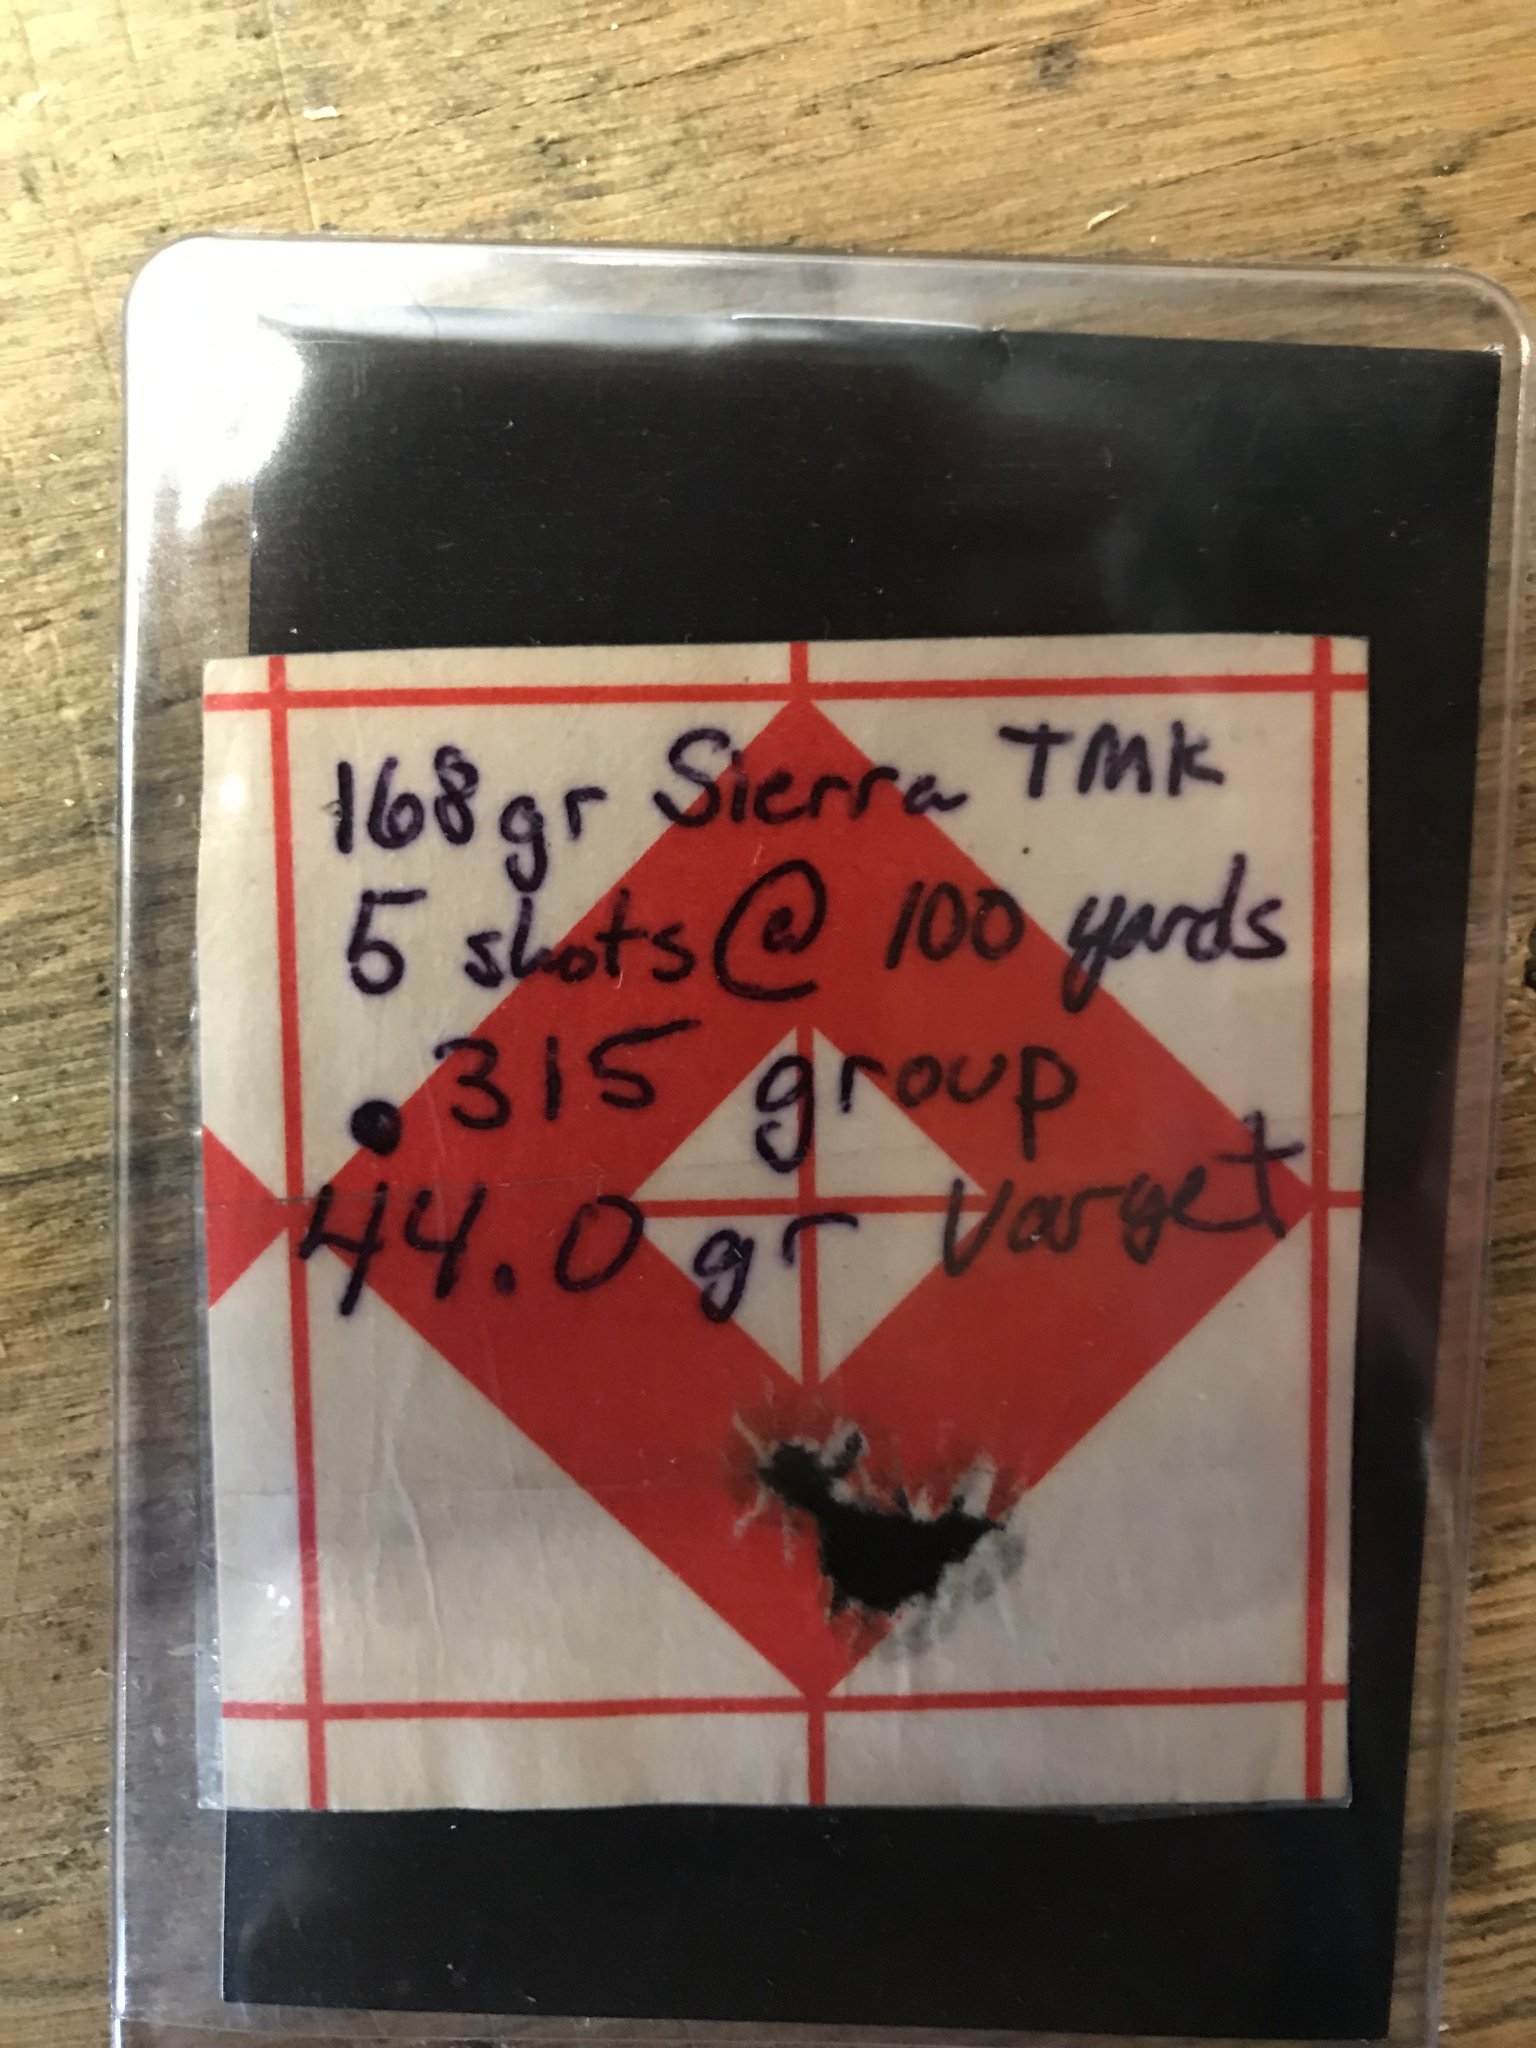 168gr Sierra TMK
5 shots @ 100 yards
.315 group
44.0 gr Varget